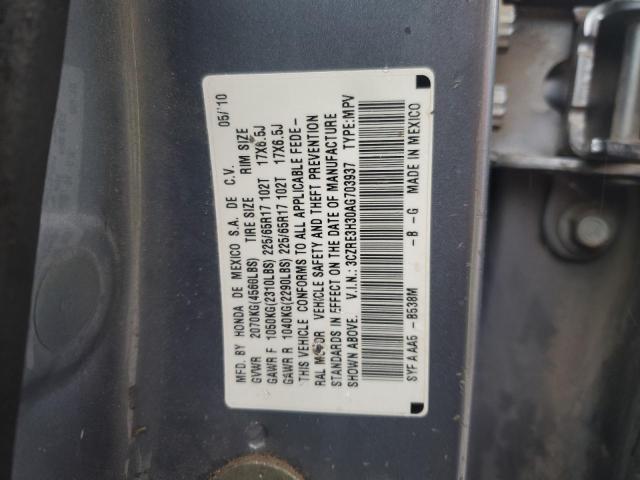 MFD. BY HONDA DE MEXICO S.A. DE C.V. 05/10
GVWR 2070KG(4560LBS) TIRE SIZE RIM SIZE
GAWR F 1050KG(2310LBS) 225/65R17 102T 17X6.5J
GAWR R 1040KG(2290LBS) 225/65R17 102T 17X6.5J
THIS VEHICLE CONFORMS TO ALL APPLICABLE FEDE-
RAL MOTOR VEHICLE SAFETY AND THEFT PREVENTION
STANDARDS IN EFFECT ON THE DATE OF MANUFACTURE
SHOWN ABOVE. V.I.N.: 3CZRE3H30AG703937 TYPE:MPV
SYFAAA5 -B538M -B -G MADE IN MEXICO